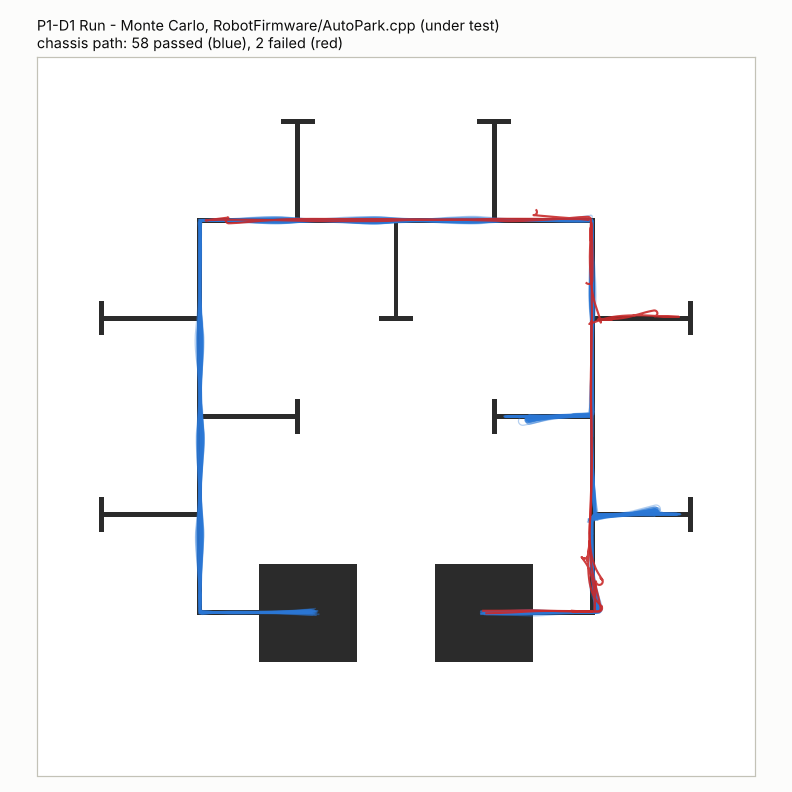 P1-D1 Run - Monte Carlo, RobotFirmware/AutoPark.cpp (under test)
chassis path: 58 passed (blue), 2 failed (red)